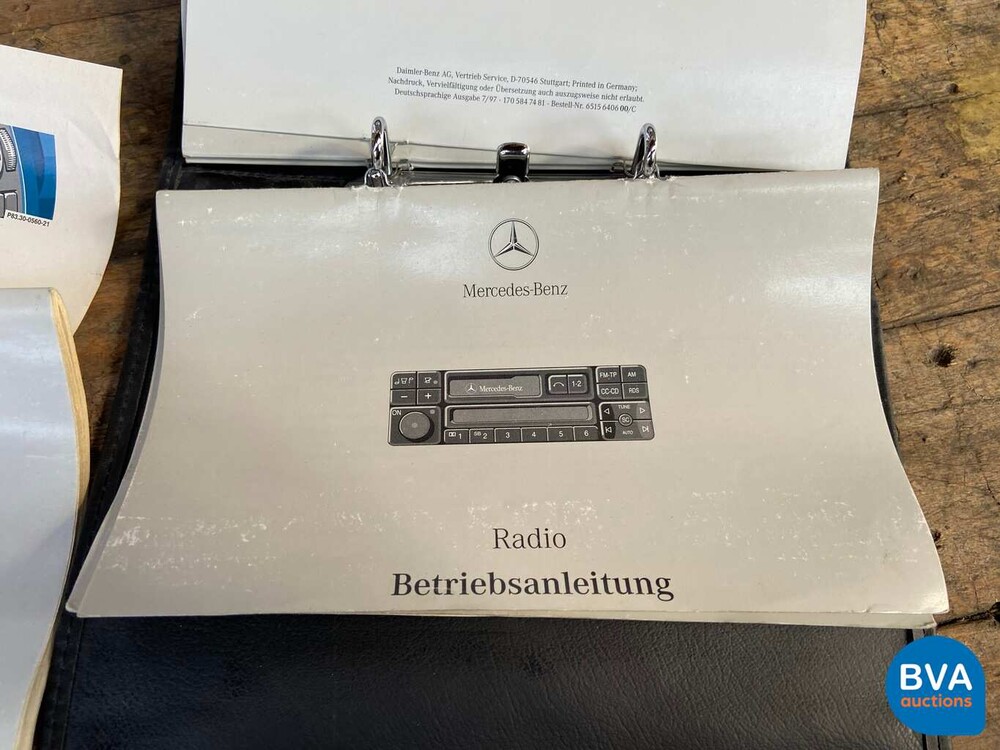 Daimler-Benz AG, Vertrieb Service, D-70546 Stuttgart; Printed in Germany;
Nachdruck, Vervielfältigung oder Übersetzung auch auszugsweise nicht erlaubt.
Deutschsprachige Ausgabe 7/97 - 170 584 74 81 - Bestell-Nr. 6515 6406 00/C
P83.30-0560-21
Mercedes-Benz
Mercedes-Benz
1-2
FM-TP
AM
CC-CD
RDS
− +
ON
TUNE
SC
AUTO
1 2 3 4 5 6
Radio
Betriebsanleitung
BVA
auctions